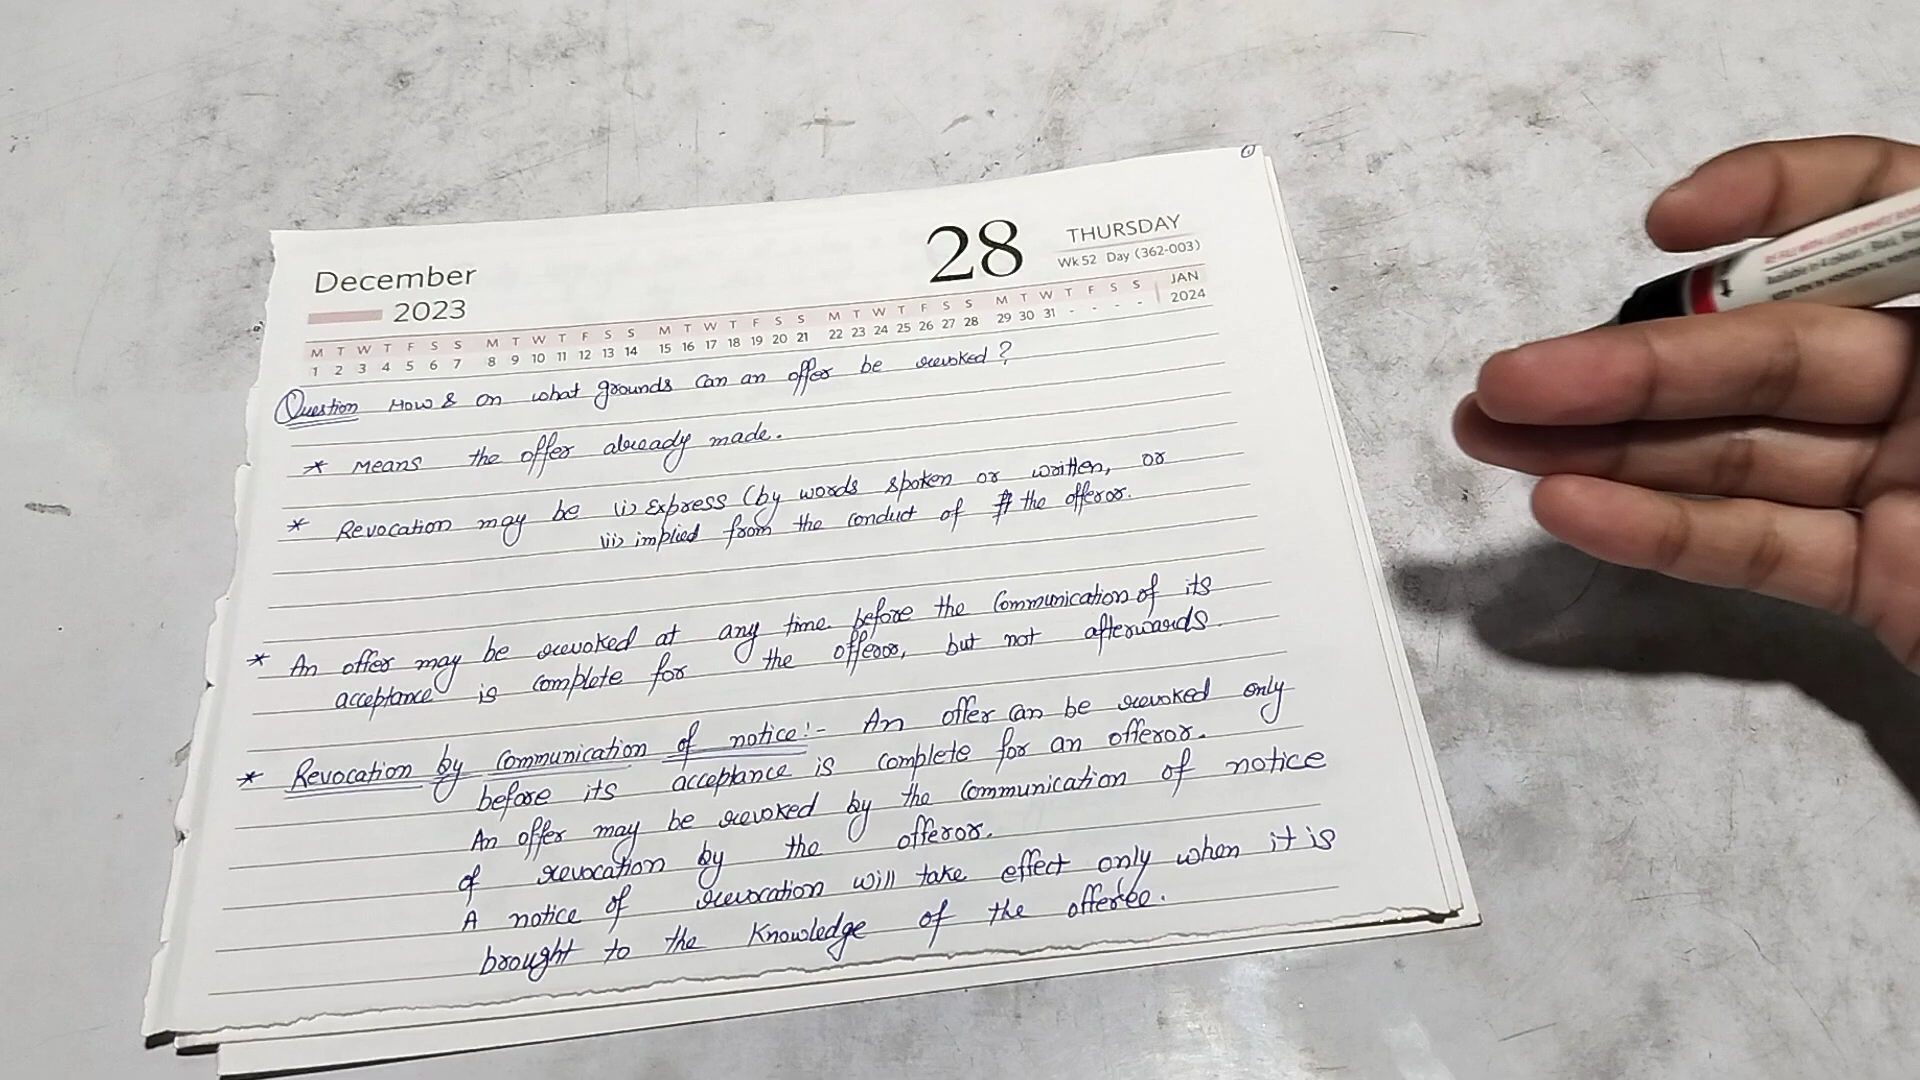 December
2023
28
THURSDAY
Wk 52 Day (362-003)
M T W T F S S M T W T F S S M T W T F S S M T W T F S S M T W T F S S JAN
1 2 3 4 5 6 7 8 9 10 11 12 13 14 15 16 17 18 19 20 21 22 23 24 25 26 27 28 29 30 31 - - - - 2024
Question How & on what grounds can an offer be revoked?
* Means the offer already made.
* Revocation may be (i) Express (by words spoken or written, or
(ii) implied from the conduct of the offeror.
* An offer may be revoked at any time before the communication of its
acceptance is complete for the offeror, but not afterwards.
* Revocation by communication of notice:- An offer can be revoked only
before its acceptance is complete for an offeror.
An offer may be revoked by the communication of notice
of revocation by the offeror.
A notice of revocation will take effect only when it is
brought to the knowledge of the offeree.